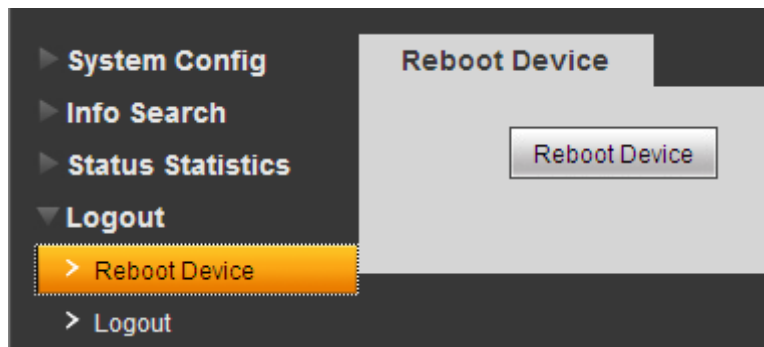 System Config
Info Search
Status Statistics
Logout
Reboot Device
Logout
Reboot Device
Reboot Device